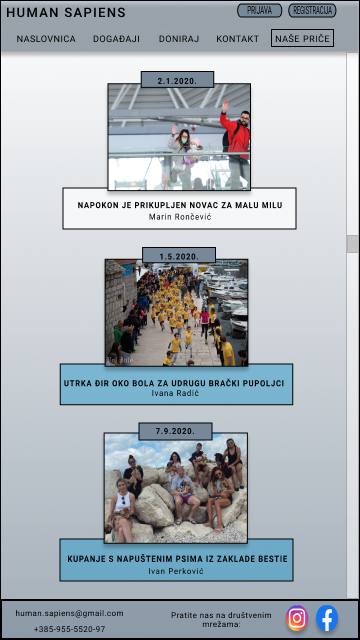 HUMAN SAPIENS
PRIJAVA
REGISTRACIJA
NASLOVNICA
DOGAĐAJI
DONIRAJ
KONTAKT
NAŠE PRIČE
2.1.2020.
NAPOKON JE PRIKUPLJEN NOVAC ZA MALU MILU
Marin Rončević
1.5.2020.
UTRKA ĐIR OKO BOLA ZA UDRUGU BRAČKI PUPOLJCI
Ivana Radić
7.9.2020.
KUPANJE S NAPUŠTENIM PSIMA IZ ZAKLADE BESTIE
Ivan Perković
human.sapiens@gmail.com
+385-955-5520-97
Pratite nas na društvenim
mrežama: